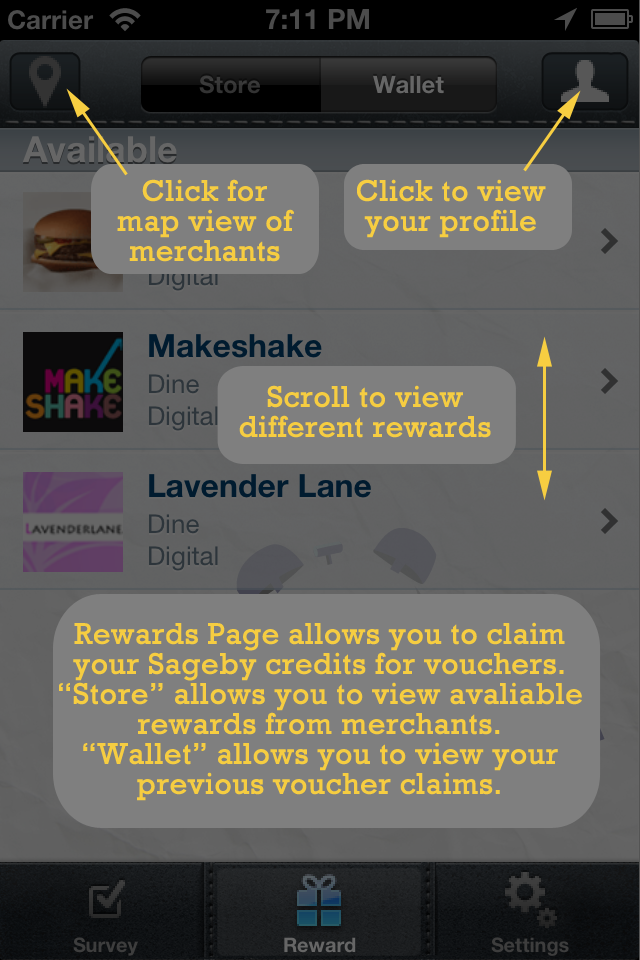 Carrier 7:11 PM
Store Wallet
Available
Click for
map view of
merchants
Click to view
your profile
Digital
MAKE
SHAKE
Makeshake
Dine
Digital
Scroll to view
different rewards
LAVENDERLANE
Lavender Lane
Dine
Digital
Rewards Page allows you to claim
your Sageby credits for vouchers.
“Store” allows you to view avaliable
rewards from merchants.
“Wallet” allows you to view your
previous voucher claims.
Survey Reward Settings